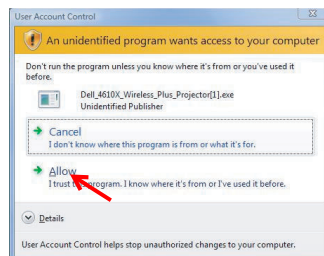 User Account Control
An unidentified program wants access to your computer
Don't run the program unless you know where it's from or you've used it
before.
Dell_4610X_Wireless_Plus_Projector[1].exe
Unidentified Publisher
Cancel
I don't know where this program is from or what it's for.
Allow
I trust this program. I know where it's from or I've used it before.
Details
User Account Control helps stop unauthorized changes to your computer.